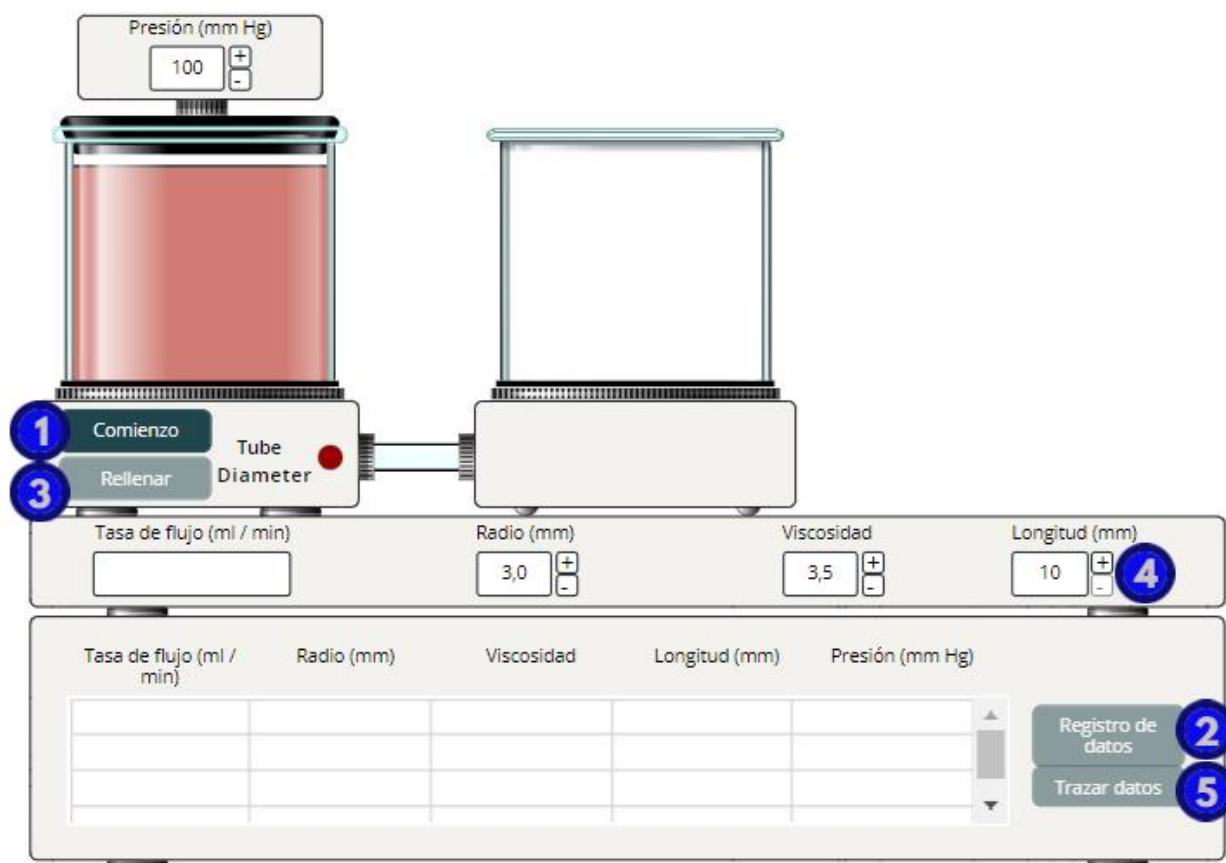 Presión (mm Hg)
100
+
-
1
Comienzo
Tube
Diameter
3
Rellenar
Tasa de flujo (ml / min)
Radio (mm)
3,0
+
-
Viscosidad
3,5
+
-
Longitud (mm)
10
+
-
4
Tasa de flujo (ml /
min)
Radio (mm)
Viscosidad
Longitud (mm)
Presión (mm Hg)
Registro de
datos
2
Trazar datos
5